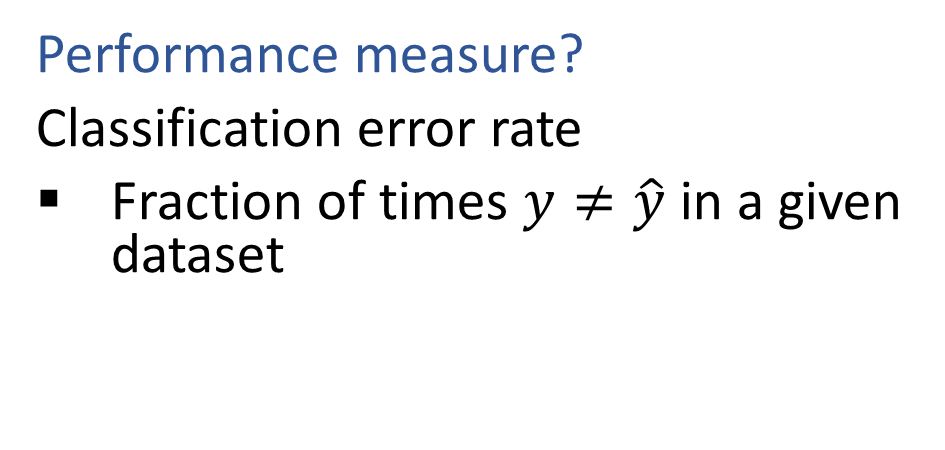 Performance measure?
Classification error rate
▪ Fraction of times y ≠ ŷ in a given
dataset